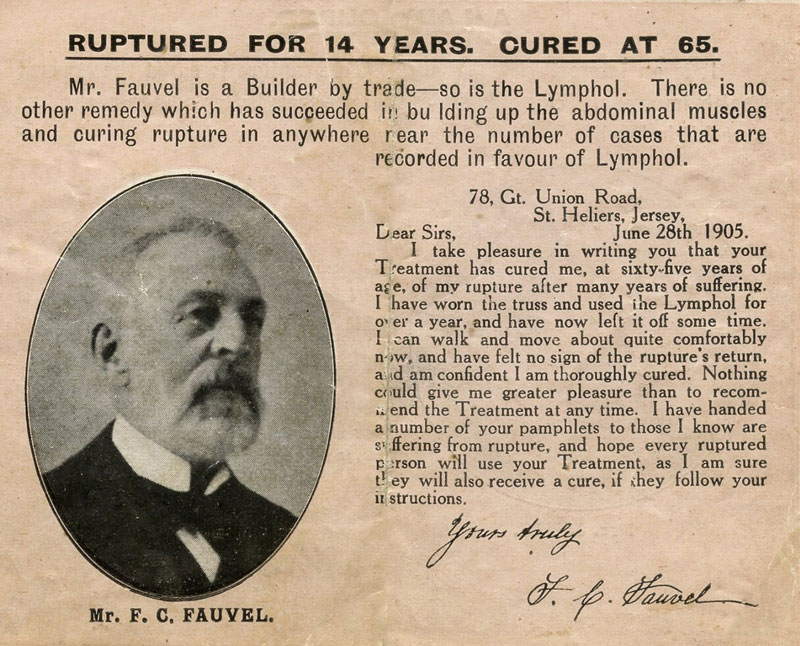 RUPTURED FOR 14 YEARS. CURED AT 65.
Mr. Fauvel is a Builder by trade—so is the Lymphol. There is no
other remedy which has succeeded in bu lding up the abdominal muscles
and curing rupture in anywhere near the number of cases that are
recorded in favour of Lymphol.
78, Gt. Union Road,
St. Heliers, Jersey,
Dear Sirs, June 28th 1905.
I take pleasure in writing you that your
Treatment has cured me, at sixty-five years of
age, of my rupture after many years of suffering.
I have worn the truss and used the Lymphol for
over a year, and have now left it off some time.
I can walk and move about quite comfortably
now, and have felt no sign of the rupture's return,
and am confident I am thoroughly cured. Nothing
could give me greater pleasure than to recom-
mend the Treatment at any time. I have handed
a number of your pamphlets to those I know are
suffering from rupture, and hope every ruptured
person will use your Treatment, as I am sure
they will also receive a cure, if they follow your
instructions.
Yours truly
F. C. Fauvel
Mr. F. C. FAUVEL.